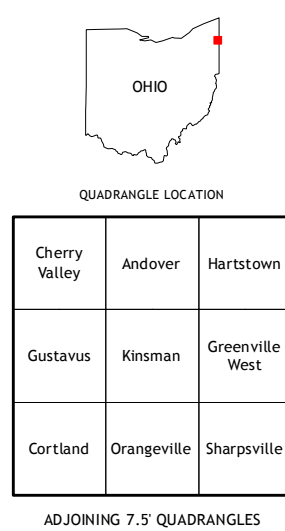 OHIO
QUADRANGLE LOCATION
Cherry
Valley
Andover
Hartstown
Gustavus
Kinsman
Greenville
West
Cortland
Orangeville
Sharpsville
ADJOINING 7.5' QUADRANGLES